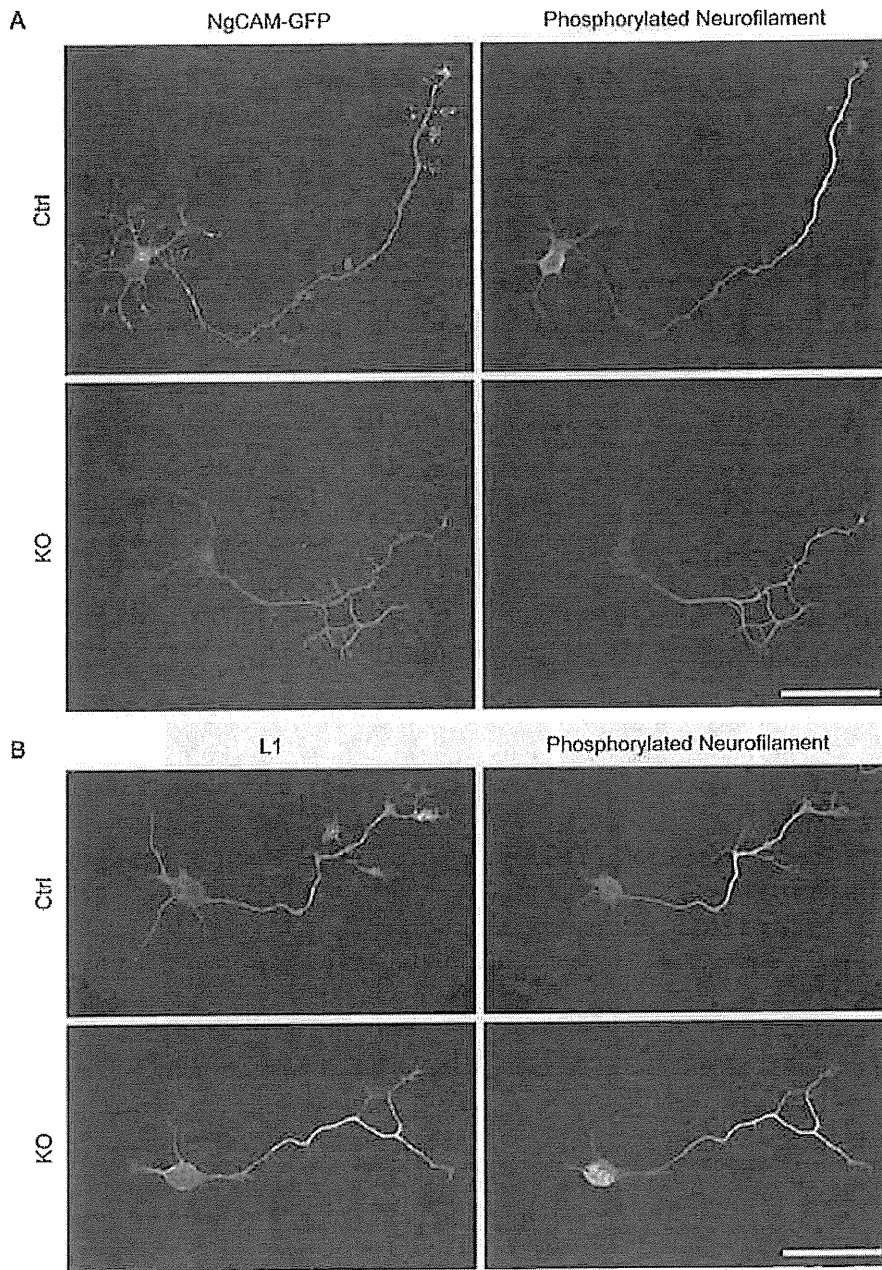 A
NgCAM-GFP
Phosphorylated Neurofilament
Ctrl
KO
B
L1
Phosphorylated Neurofilament
Ctrl
KO